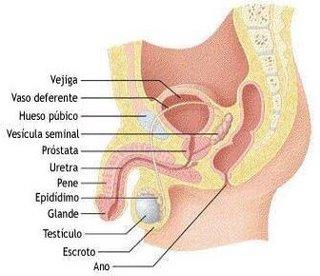 Vejiga
Vaso deferente
Hueso púbico
Vesícula seminal
Próstata
Uretra
Pene
Epidídimo
Glande
Testículo
Escroto
Ano